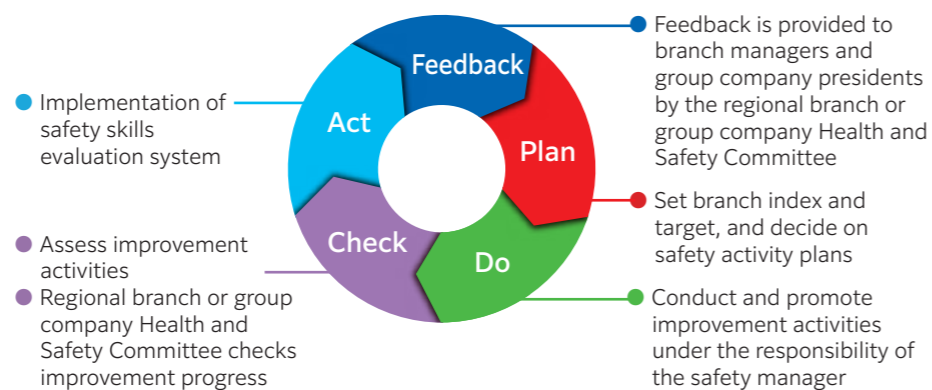 Feedback
Plan
Do
Check
Act
Feedback is provided to
branch managers and
group company presidents
by the regional branch or
group company Health and
Safety Committee
Set branch index and
target, and decide on
safety activity plans
Conduct and promote
improvement activities
under the responsibility of
the safety manager
Assess improvement
activities
Regional branch or group
company Health and
Safety Committee checks
improvement progress
Implementation of
safety skills
evaluation system